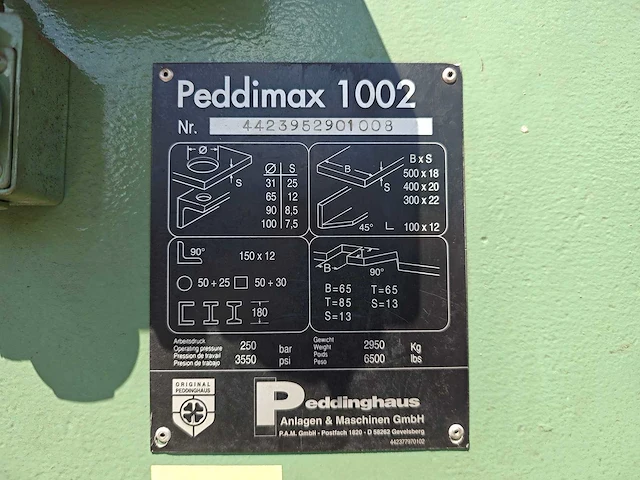 Peddimax 1002
Nr. 4423952901008
Ø
S
Ø S
31 25
65 12
90 8,5
100 7,5
B
S
B x S
500 x 18
400 x 20
300 x 22
45° 100 x 12
90° 150 x 12
50 + 25 50 + 30
180
B
90°
B=65 T=65
T=85 S=13
S=13
Arbeitsdruck
Operating pressure
Pression de travail
Presion de trabajo
250 bar
3550 psi
Gewicht
Weight
Poids
Peso
2950 Kg
6500 lbs
ORIGINAL
PEDDINGHAUS
Peddinghaus
Anlagen & Maschinen GmbH
P.A.M. GmbH - Postfach 1820 - D 58262 Gevelsberg
442377970102